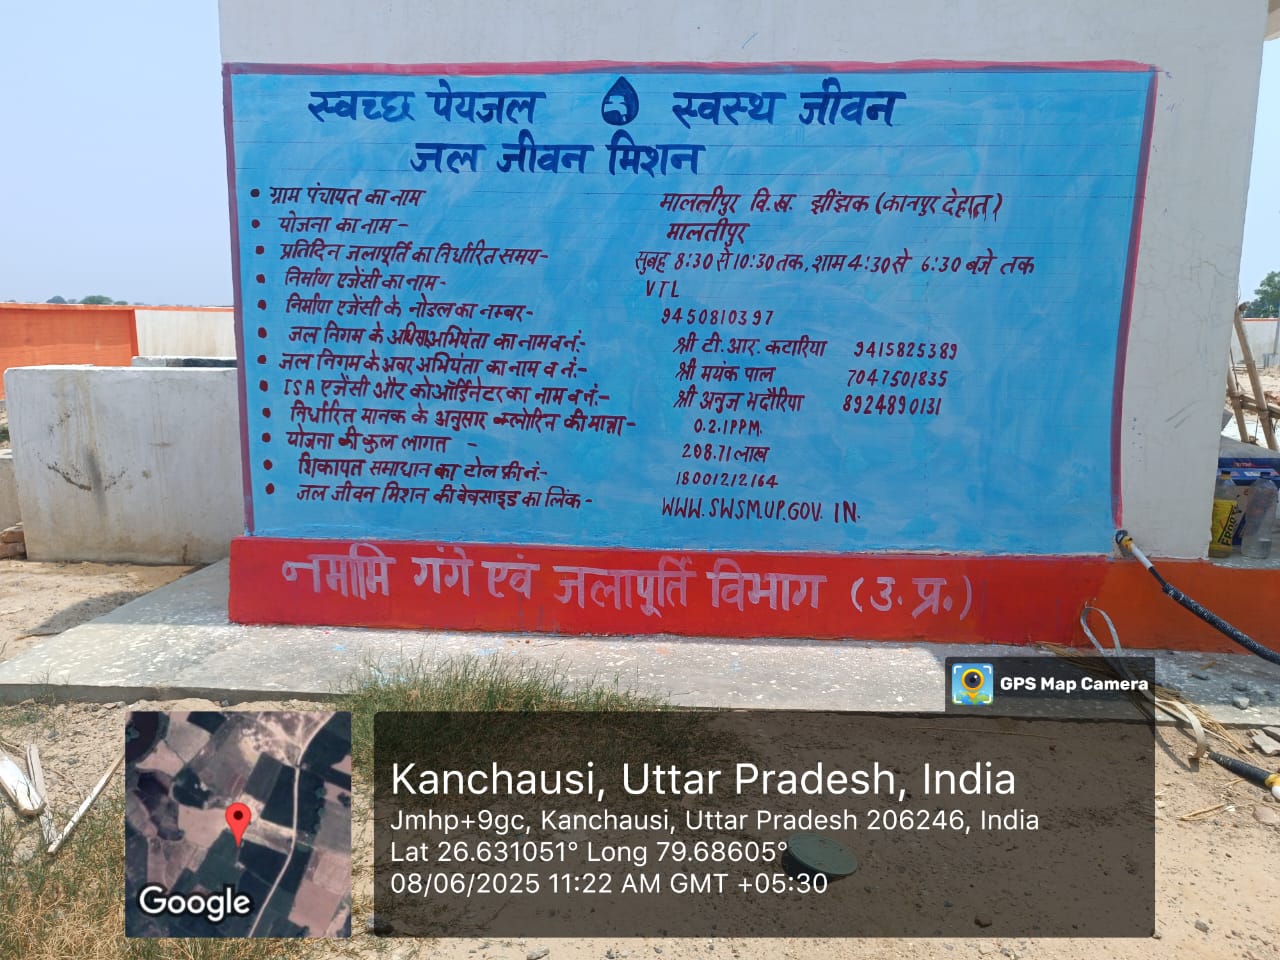 स्वच्छ पेयजल स्वस्थ जीवन
जल जीवन मिशन
• ग्राम पंचायत का नाम मालतीपुर वि.ख. झींझक (कानपुर देहात)
• योजना का नाम - मालतीपुर
• प्रतिदिन जलापूर्ति का निर्धारित समय- सुबह 8:30 से 10:30 तक, शाम 4:30 से 6:30 बजे तक
• निर्माण एजेंसी का नाम- VTL
• निर्माण एजेंसी के नोडल का नम्बर- 9450810397
• जल निगम के अधिशा.अभियंता का नाम व नं:- श्री टी. आर. कटारिया 9415825389
• जल निगम के अवर अभियंता का नाम व नं:- श्री मयंक पाल 7047501835
• ISA एजेंसी और कोऑर्डिनेटर का नाम व नं:- श्री अनुज भदौरिया 8924890131
• निर्धारित मानक के अनुसार क्लोरिन की मात्रा- 0.2.1PPM.
• योजना की कुल लागत - 208.71 लाख
• शिकायत समाधान का टोल फ्री नं:- 18001212164
• जल जीवन मिशन की वेवसाइड का लिंक- WWW.SWSM.UP.GOV. IN.
नमामि गंगे एवं जलापूर्ति विभाग (उ. प्र.)
GPS Map Camera
Kanchausi, Uttar Pradesh, India
Jmhp+9gc, Kanchausi, Uttar Pradesh 206246, India
Lat 26.631051° Long 79.68605°
08/06/2025 11:22 AM GMT +05:30
Google